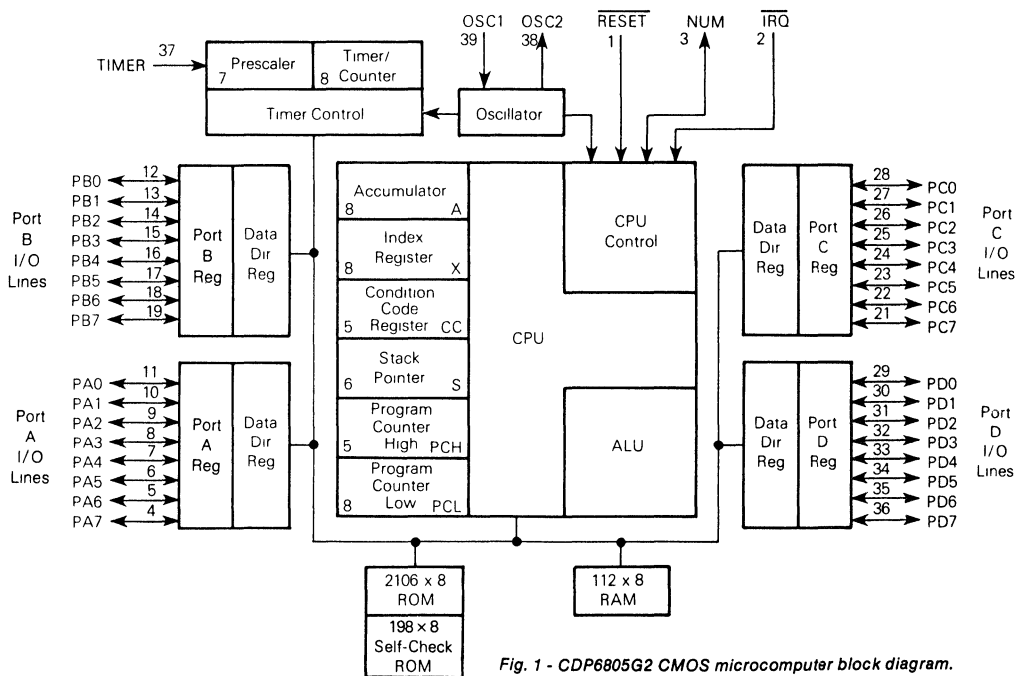 OSC1 OSC2 RESET NUM IRQ
39 38 1 3 2
TIMER 37
Prescaler
7
Timer/
Counter
8
Timer Control
Oscillator
Port
B
I/O
Lines
PB0 12
PB1 13
PB2 14
PB3 15
PB4 16
PB5 17
PB6 18
PB7 19
Port
B
Reg
Data
Dir
Reg
Port
A
I/O
Lines
PA0 11
PA1 10
PA2 9
PA3 8
PA4 7
PA5 6
PA6 5
PA7 4
Port
A
Reg
Data
Dir
Reg
Accumulator
8 A
Index
Register
8 X
Condition
Code
Register
5 CC
Stack
Pointer
6 S
Program
Counter
High
5 PCH
Program
Counter
Low
8 PCL
CPU
CPU
Control
ALU
Data
Dir
Reg
Port
C
Reg
28 PC0
27 PC1
26 PC2
25 PC3
24 PC4
23 PC5
22 PC6
21 PC7
Port
C
I/O
Lines
Data
Dir
Reg
Port
D
Reg
29 PD0
30 PD1
31 PD2
32 PD3
33 PD4
34 PD5
35 PD6
36 PD7
Port
D
I/O
Lines
2106 x 8
ROM
198 x 8
Self-Check
ROM
112 x 8
RAM
Fig. 1 - CDP6805G2 CMOS microcomputer block diagram.